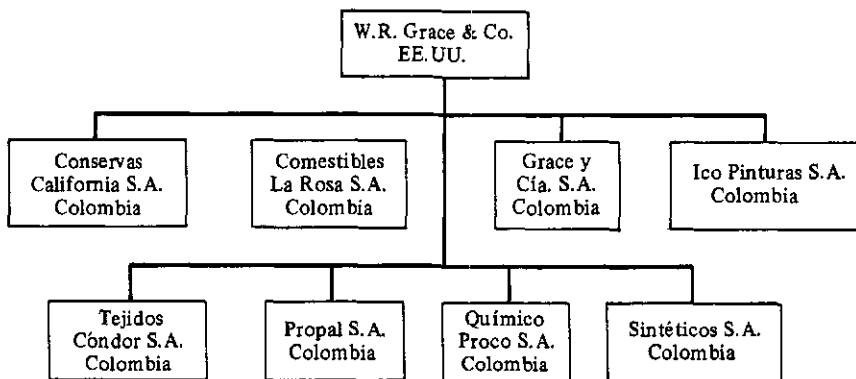 W.R. Grace & Co.
EE.UU.
Conservas
California S.A.
Colombia
Comestibles
La Rosa S.A.
Colombia
Grace y
Cía. S.A.
Colombia
Ico Pinturas S.A.
Colombia
Tejidos
Cóndor S.A.
Colombia
Propal S.A.
Colombia
Químico
Proco S.A.
Colombia
Sintéticos S.A.
Colombia